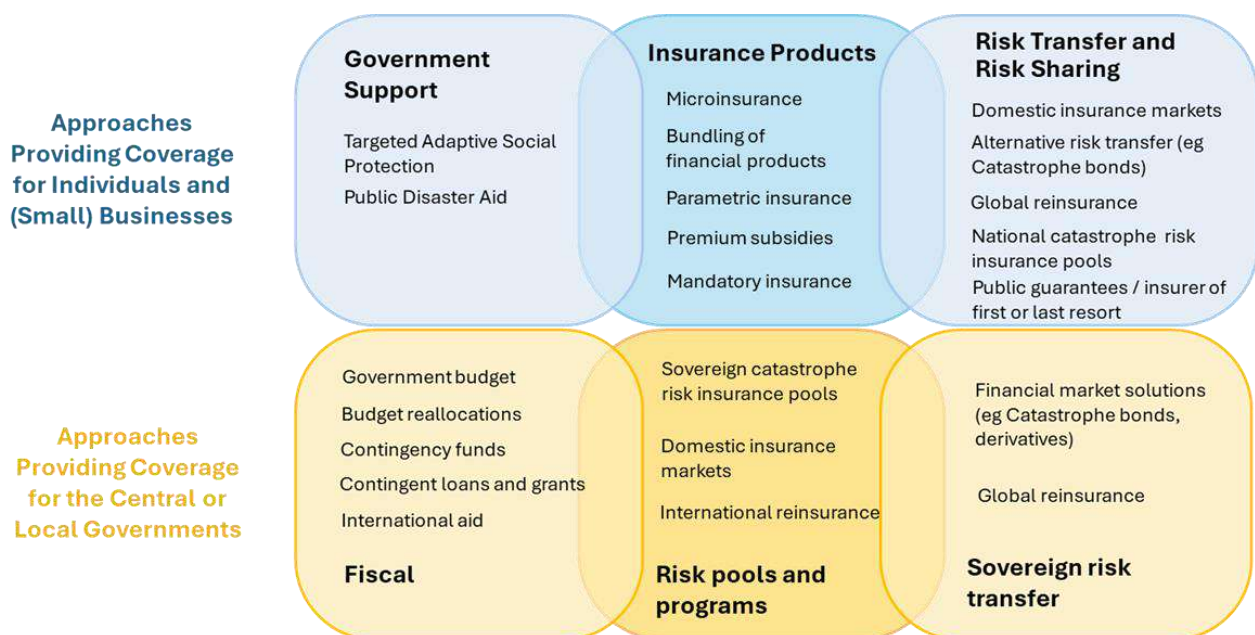 Approaches
Providing Coverage
for Individuals and
(Small) Businesses
Government
Support
Targeted Adaptive Social
Protection
Public Disaster Aid
Insurance Products
Microinsurance
Bundling of
financial products
Parametric insurance
Premium subsidies
Mandatory insurance
Risk Transfer and
Risk Sharing
Domestic insurance markets
Alternative risk transfer (eg
Catastrophe bonds)
Global reinsurance
National catastrophe risk
insurance pools
Public guarantees / insurer of
first or last resort
Approaches
Providing Coverage
for the Central or
Local Governments
Government budget
Budget reallocations
Contingency funds
Contingent loans and grants
International aid
Fiscal
Sovereign catastrophe
risk insurance pools
Domestic insurance
markets
International reinsurance
Risk pools and
programs
Financial market solutions
(eg Catastrophe bonds,
derivatives)
Global reinsurance
Sovereign risk
transfer